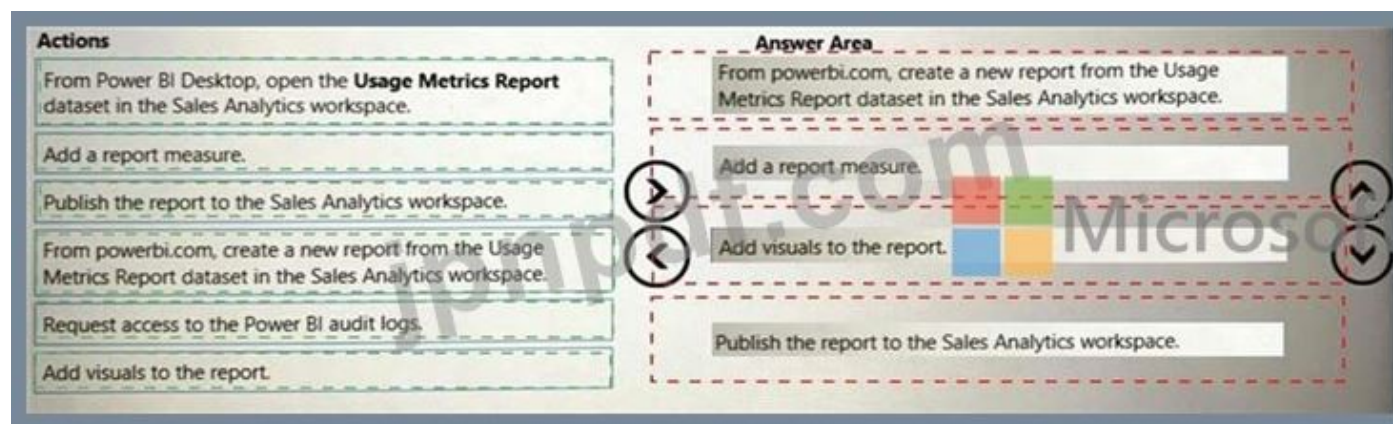 Actions
From Power BI Desktop, open the Usage Metrics Report
dataset in the Sales Analytics workspace.
Add a report measure.
Publish the report to the Sales Analytics workspace.
From powerbi.com, create a new report from the Usage
Metrics Report dataset in the Sales Analytics workspace.
Request access to the Power BI audit logs.
Add visuals to the report.
Answer Area
From powerbi.com, create a new report from the Usage
Metrics Report dataset in the Sales Analytics workspace.
Add a report measure.
Add visuals to the report.
Publish the report to the Sales Analytics workspace.
jpnpdf.com
Microso